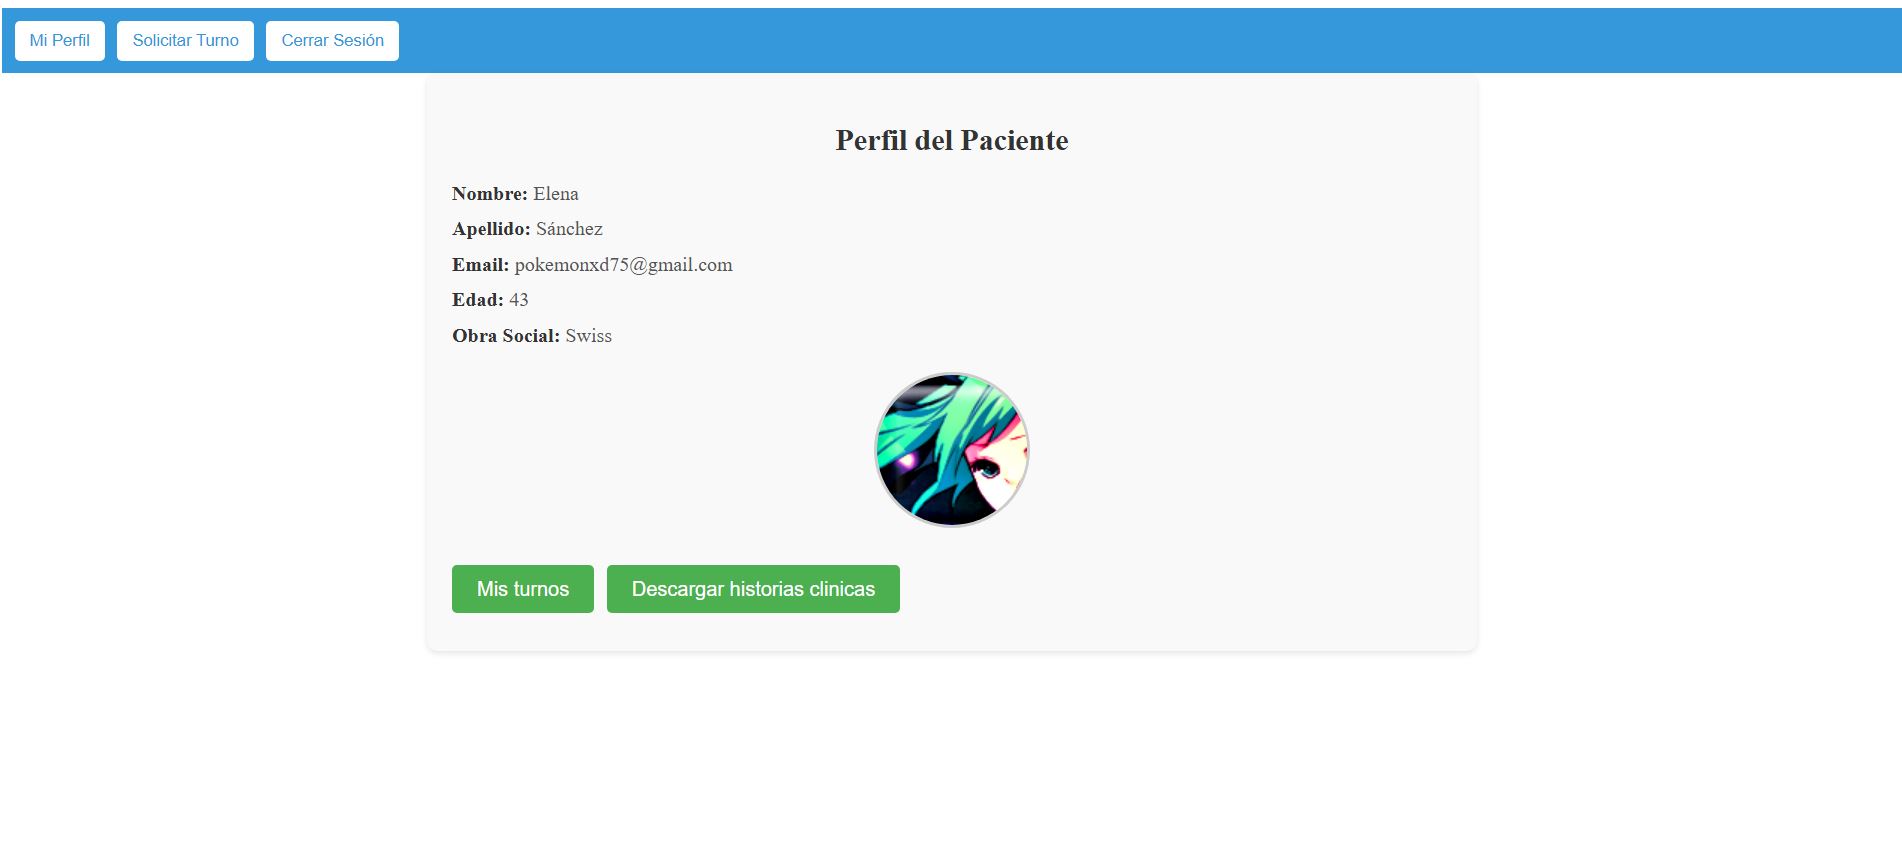 Mi Perfil Solicitar Turno Cerrar Sesión
Perfil del Paciente
Nombre: Elena
Apellido: Sánchez
Email: pokemonxd75@gmail.com
Edad: 43
Obra Social: Swiss
Mis turnos Descargar historias clinicas